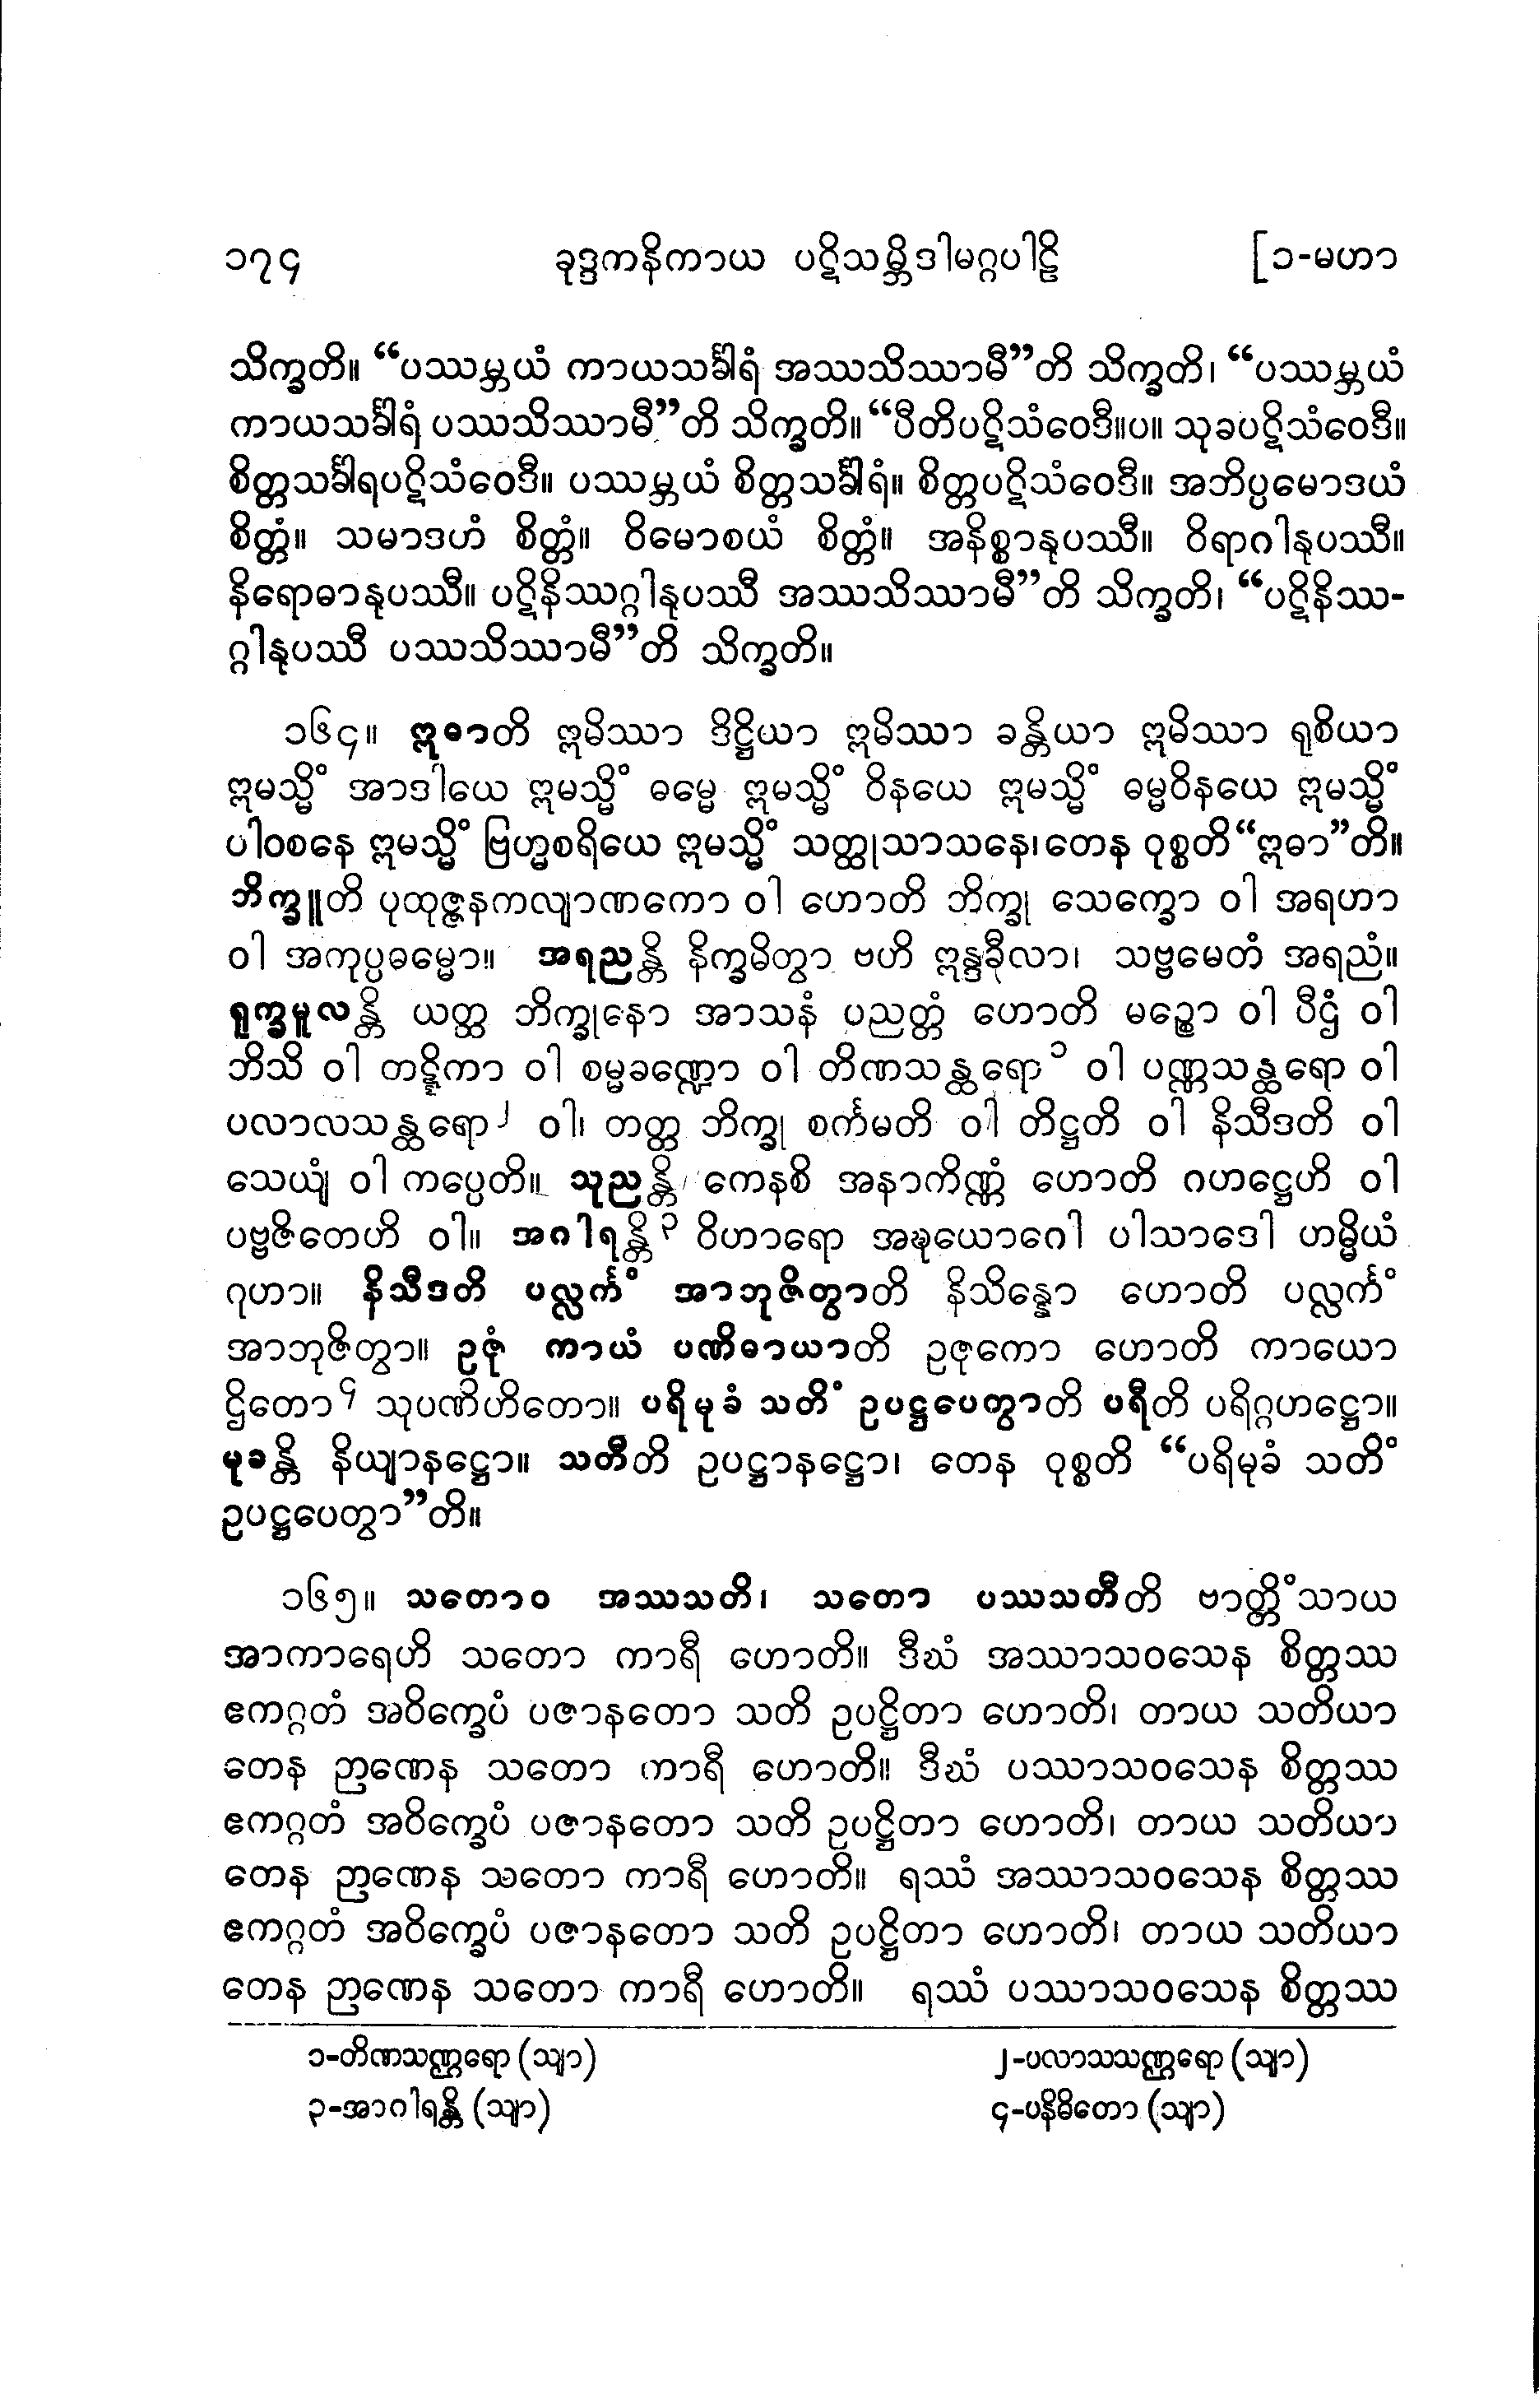 ၁၇၄ ခုဒ္ဒကနိကာယ ပဋိသမ္ဘိဒါမဂ္ဂပါဠိ [၁-မဟာ
သိက္ခတိ။ “ပဿမ္ဘယံ ကာယသင်္ခါရံ အဿသိဿာမီ”တိ သိက္ခတိ၊ “ပဿမ္ဘယံ
ကာယသင်္ခါရံ ပဿသိဿာမီ”တိ သိက္ခတိ။ “ပီတိပဋိသံဝေဒီ။ပ။ သုခပဋိသံဝေဒီ။
စိတ္တသင်္ခါရပဋိသံဝေဒီ။ ပဿမ္ဘယံ စိတ္တသင်္ခါရံ။ စိတ္တပဋိသံဝေဒီ။ အဘိပ္ပမောဒယံ
စိတ္တံ။ သမာဒဟံ စိတ္တံ။ ဝိမောစယံ စိတ္တံ။ အနိစ္စာနုပဿီ။ ဝိရာဂါနုပဿီ။
နိရောဓာနုပဿီ။ ပဋိနိဿဂ္ဂါနုပဿီ အဿသိဿာမီ”တိ သိက္ခတိ၊ “ပဋိနိဿ-
ဂ္ဂါနုပဿီ ပဿသိဿာမီ”တိ သိက္ခတိ။
၁၆၄။ ဣဓာတိ ဣမိဿာ ဒိဋ္ဌိယာ ဣမိဿာ ခန္တိယာ ဣမိဿာ ရုစိယာ
ဣမသ္မိံ အာဒါယေ ဣမသ္မိံ ဓမ္မေ ဣမသ္မိံ ဝိနယေ ဣမသ္မိံ ဓမ္မဝိနယေ ဣမသ္မိံ
ပါဝစနေ ဣမသ္မိံ ဗြဟ္မစရိယေ ဣမသ္မိံ သတ္ထုသာသနေ၊ တေန ဝုစ္စတိ “ဣဓာ”တိ။
ဘိက္ခူတိ ပုထုဇ္ဇနကလျာဏကော ဝါ ဟောတိ ဘိက္ခု သေက္ခော ဝါ အရဟာ
ဝါ အကုပ္ပဓမ္မော။ အရညန္တိ နိက္ခမိတွာ ဗဟိ ဣန္ဒခီလာ၊ သဗ္ဗမေတံ အရညံ။
ရူက္ခမူလန္တိ ယတ္ထ ဘိက္ခုနော အာသနံ ပညတ္တံ ဟောတိ မဉ္စော ဝါ ပီဌံ ဝါ
ဘိသိ ဝါ တဋ္ဋိကာ ဝါ စမ္မခဏ္ဍော ဝါ တိဏသန္ထရော၁ ဝါ ပဏ္ဏသန္ထရော ဝါ
ပလာလသန္ထရော၂ ဝါ၊ တတ္ထ ဘိက္ခု စင်္ကမတိ ဝါ တိဋ္ဌတိ ဝါ နိသီဒတိ ဝါ
သေယျံ ဝါ ကပ္ပေတိ။ သုညန္တိ ကေနစိ အနာကိဏ္ဏံ ဟောတိ ဂဟဋ္ဌေဟိ ဝါ
ပဗ္ဗဇိတေဟိ ဝါ။ အဂါရန္တိ၃ ဝိဟာရော အဍ္ဎယောဂေါ ပါသာဒေါ ဟမ္မိယံ
ဂုဟာ။ နိသီဒတိ ပလ္လင်္ကံ အာဘုဇိတွာတိ နိသိန္နော ဟောတိ ပလ္လင်္ကံ
အာဘုဇိတွာ။ ဥဇုံ ကာယံ ပဏိဓာယာတိ ဥဇုကော ဟောတိ ကာယော
ဌိတော၄ သုပဏိဟိတော။ ပရိမုခံ သတိံ ဥပဋ္ဌပေတွာတိ ပရီတိ ပရိဂ္ဂဟဋ္ဌော။
မုခန္တိ နိယျာနဋ္ဌော။ သတီတိ ဥပဋ္ဌာနဋ္ဌော၊ တေန ဝုစ္စတိ “ပရိမုခံ သတိံ
ဥပဋ္ဌပေတွာ”တိ။
၁၆၅။ သတောဝ အဿသတိ၊ သတော ပဿသတီတိ ဗာတ္တိံသာယ
အာကာရေဟိ သတော ကာရီ ဟောတိ။ ဒီဃံ အဿာသဝသေန စိတ္တဿ
ဧကဂ္ဂတံ အဝိက္ခေပံ ပဇာနတော သတိ ဥပဋ္ဌိတာ ဟောတိ၊ တာယ သတိယာ
တေန ဉာဏေန သတော ကာရီ ဟောတိ။ ဒီဃံ ပဿာသဝသေန စိတ္တဿ
ဧကဂ္ဂတံ အဝိက္ခေပံ ပဇာနတော သတိ ဥပဋ္ဌိတာ ဟောတိ၊ တာယ သတိယာ
တေန ဉာဏေန သတော ကာရီ ဟောတိ။ ရဿံ အဿာသဝသေန စိတ္တဿ
ဧကဂ္ဂတံ အဝိက္ခေပံ ပဇာနတော သတိ ဥပဋ္ဌိတာ ဟောတိ၊ တာယ သတိယာ
တေန ဉာဏေန သတော ကာရီ ဟောတိ။ ရဿံ ပဿာသဝသေန စိတ္တဿ
၁-တိဏသဏ္ဌရော (သျာ) ၂-ပလာသသဏ္ဌရော (သျာ)
၃-အာဂါရန္တိ (သျာ) ၄-ပနိဓိတော (သျာ)